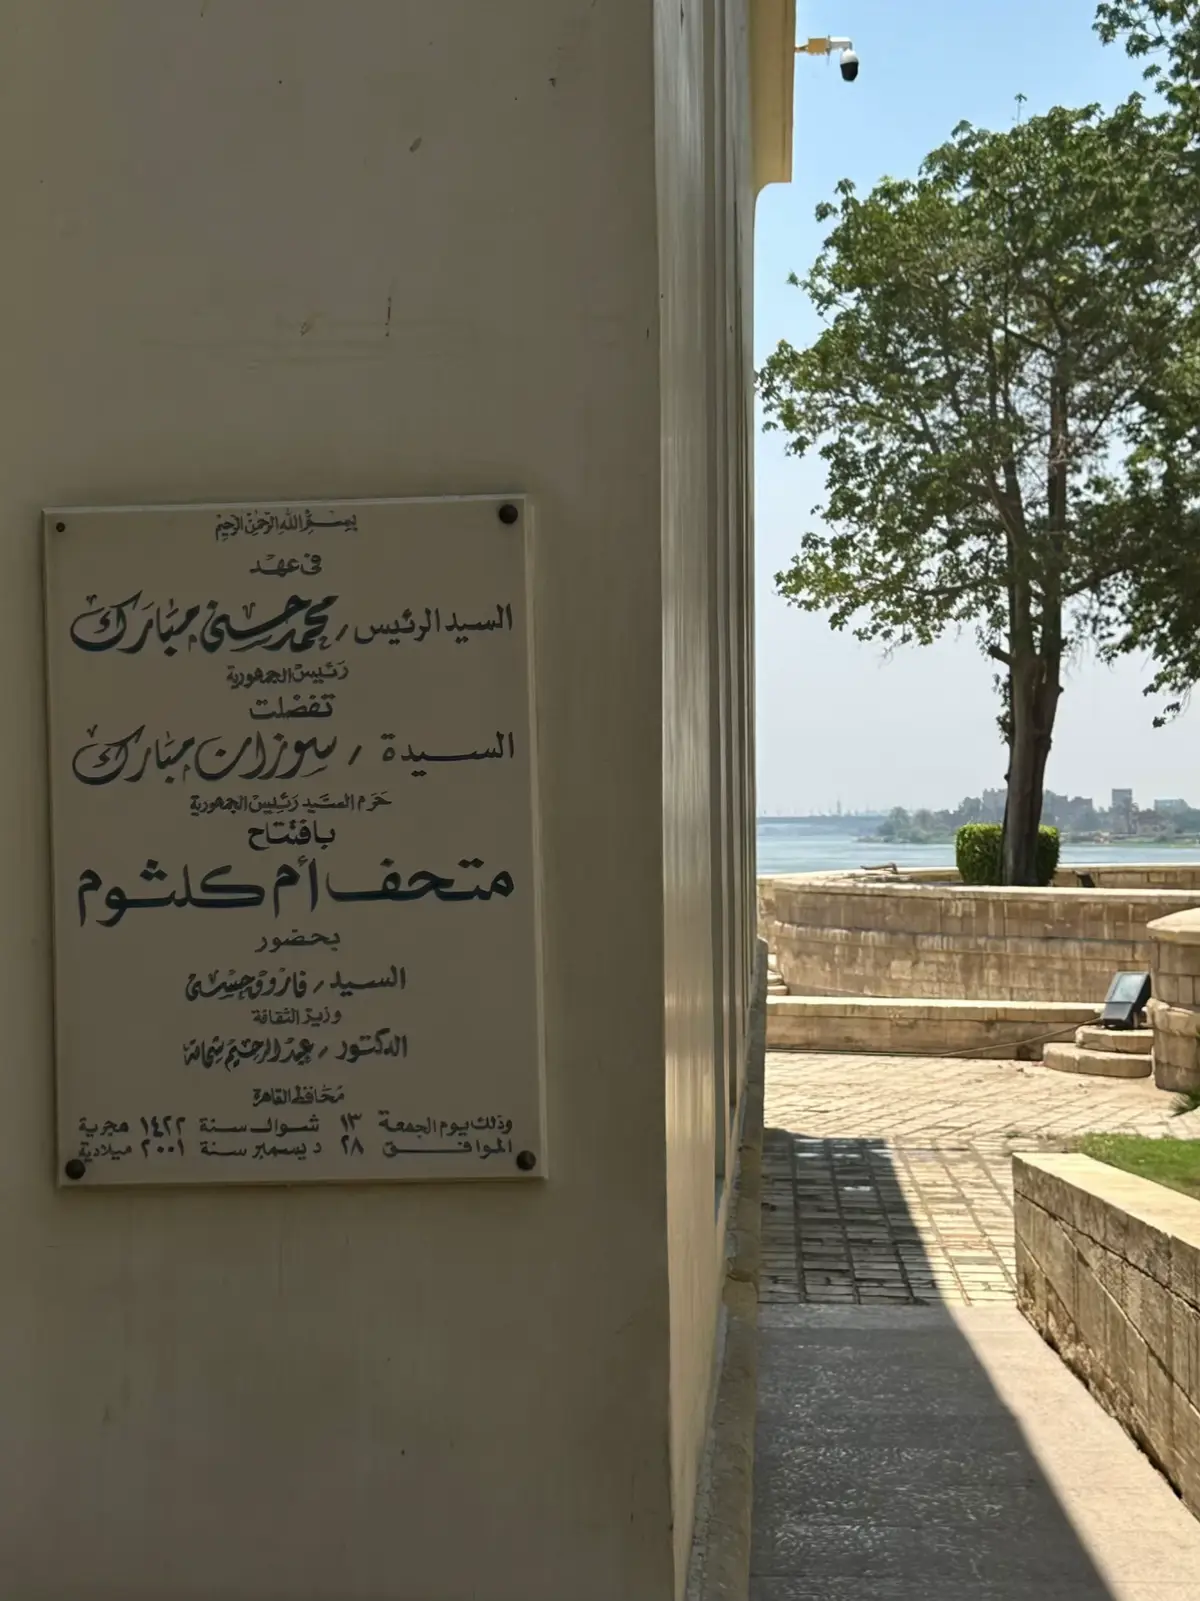 بسم الله الرحمن الرحيم
فى عهد
السيد الرئيس / محمد حسنى مبارك
رئيس الجمهورية
تفضلت
السيدة / سوزان مبارك
حرم السيد رئيس الجمهورية
بافتتاح
متحف أم كلثوم
بحضور
السيد / فاروق حسنى
وزير الثقافة
الدكتور / عبد الرحيم شحاتة
محافظ القاهرة
وذلك يوم الجمعة ١٣ شوال سنة ١٤٢٢ هجرية
الموافق ٢٨ ديسمبر سنة ٢٠٠١ ميلادية